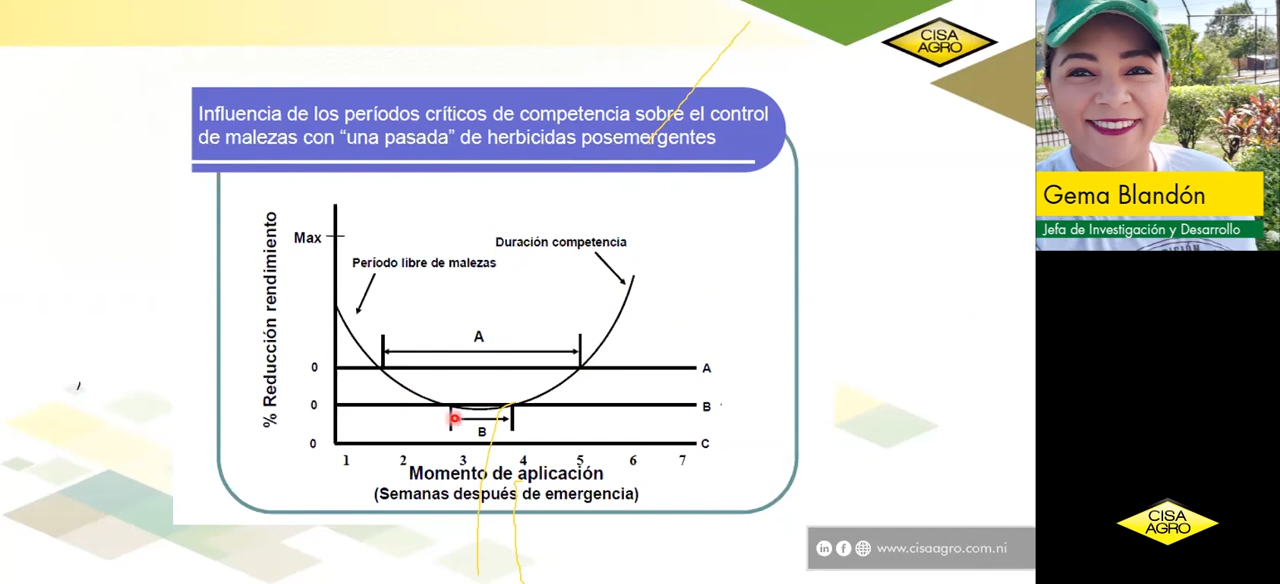 CISA
AGRO
Influencia de los períodos críticos de competencia sobre el control
de malezas con “una pasada” de herbicidas posemergentes
% Reducción rendimiento
Max
Duración competencia
Período libre de malezas
A
0
A
0
B
B
0
C
1 2 3 4 5 6 7
Momento de aplicación
(Semanas después de emergencia)
Gema Blandón
Jefa de Investigación y Desarrollo
in f www.cisaagro.com.ni
CISA
AGRO